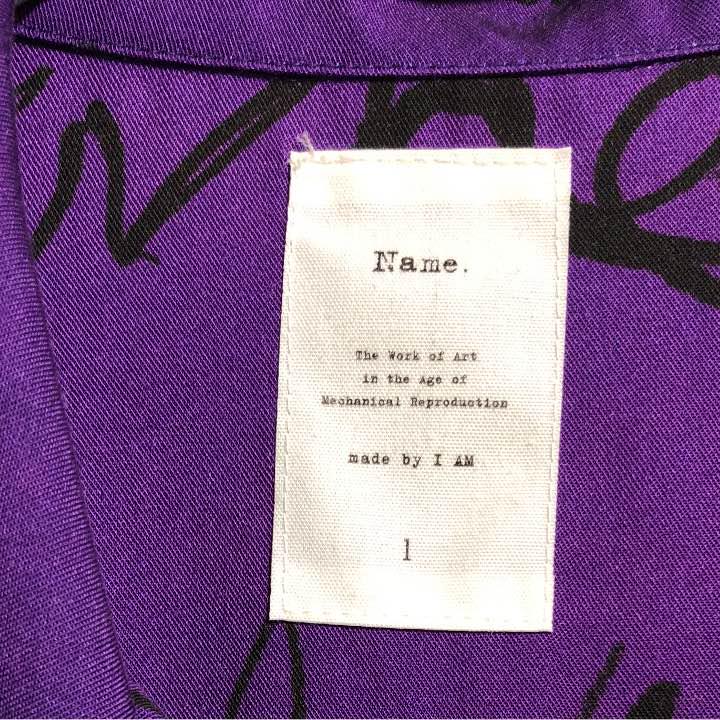 Name.
The Work of Art
in the Age of
Mechanical Reproduction
made by I AM
1